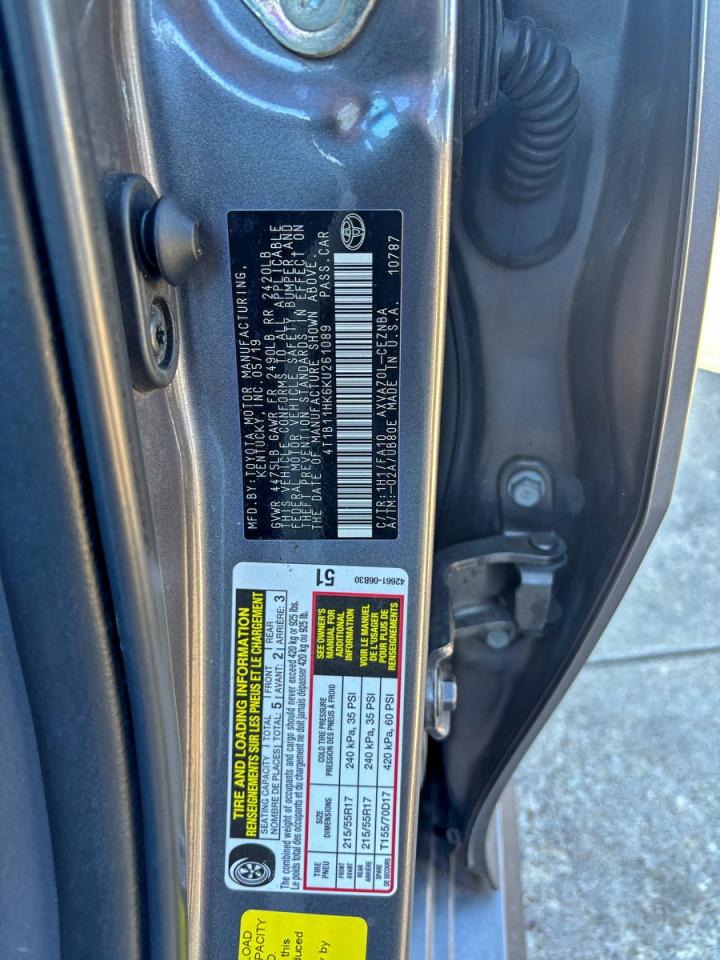 MFD.BY:TOYOTA MOTOR MANUFACTURING,
KENTUCKY, INC. 05/19
GVWR 4475LB GAWR FR 2490LB RR 2420LB
THIS VEHICLE CONFORMS TO ALL APPLICABLE
FEDERAL MOTOR VEHICLE SAFETY, BUMPER, AND
THEFT PREVENTION STANDARDS IN EFFECT ON
THE DATE OF MANUFACTURE SHOWN ABOVE.
4T1B11HK6KU261089 PASS.CAR
C/TR:1H1/FA10 AXVA70L-CEZNBA
A/TM:-02A/UB80E MADE IN U.S.A. 10787
TIRE AND LOADING INFORMATION
RENSEIGNEMENTS SUR LES PNEUS ET LE CHARGEMENT
SEATING CAPACITY | TOTAL | FRONT | REAR
NOMBRE DE PLACES | TOTAL: 5 | AVANT: 2 | ARRIÈRE: 3
The combined weight of occupants and cargo should never exceed 420 kg or 925 lbs.
Le poids total des occupants et du chargement ne doit jamais dépasser 420 kg ou 925 lb.
51
42661-06B30
TIRE SIZE COLD TIRE PRESSURE
PNEU DIMENSIONS PRESSION DES PNEUS À FROID
FRONT
AVANT 215/55R17 240 kPa, 35 PSI
REAR
ARRIÈRE 215/55R17 240 kPa, 35 PSI
SPARE
DE SECOURS T155/70D17 420 kPa, 60 PSI
SEE OWNER'S
MANUAL FOR
ADDITIONAL
INFORMATION
VOIR LE MANUEL
DE L'USAGER
POUR PLUS DE
RENSEIGNEMENTS
LOAD
CAPACITY
this
duced
by